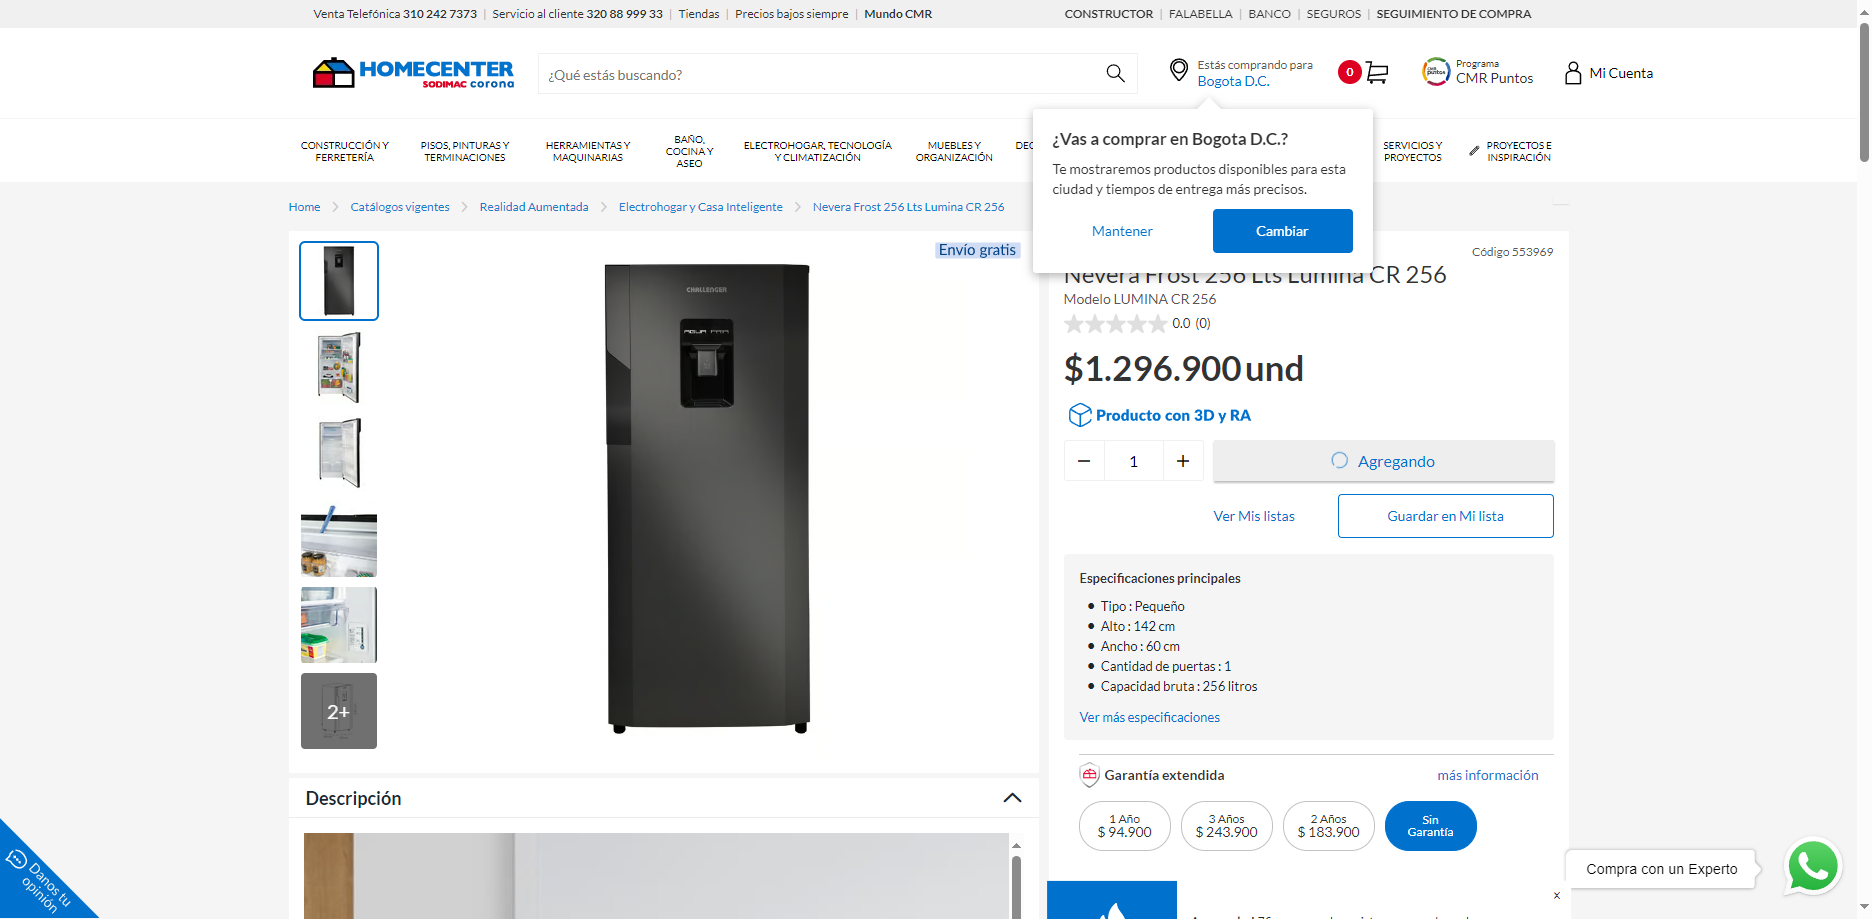 Venta Telefónica 310 242 7373 | Servicio al cliente 320 88 999 33 | Tiendas | Precios bajos siempre | Mundo CMR
CONSTRUCTOR | FALABELLA | BANCO | SEGUROS | SEGUIMIENTO DE COMPRA
HOMECENTER
SODIMAC corona
¿Qué estás buscando?
Estás comprando para
Bogota D.C.
0
Programa
CMR Puntos
Mi Cuenta
CONSTRUCCIÓN Y
FERRETERÍA
PISOS, PINTURAS Y
TERMINACIONES
HERRAMIENTAS Y
MAQUINARIAS
BAÑO,
COCINA Y
ASEO
ELECTROHOGAR, TECNOLOGÍA
Y CLIMATIZACIÓN
MUEBLES Y
ORGANIZACIÓN
SERVICIOS Y
PROYECTOS
PROYECTOS E
INSPIRACIÓN
¿Vas a comprar en Bogota D.C.?
Te mostraremos productos disponibles para esta
ciudad y tiempos de entrega más precisos.
Mantener
Cambiar
Home > Catálogos vigentes > Realidad Aumentada > Electrohogar y Casa Inteligente > Nevera Frost 256 Lts Lumina CR 256
Envío gratis
CHALLENGER
AGUA FRIA
2+
Código 553969
Nevera Frost 256 Lts Lumina CR 256
Modelo LUMINA CR 256
0.0 (0)
$1.296.900 und
Producto con 3D y RA
1
Agregando
Ver Mis listas
Guardar en Mi lista
Especificaciones principales
• Tipo : Pequeño
• Alto : 142 cm
• Ancho : 60 cm
• Cantidad de puertas : 1
• Capacidad bruta : 256 litros
Ver más especificaciones
Garantía extendida
más información
1 Año
$ 94.900
3 Años
$ 243.900
2 Años
$ 183.900
Sin
Garantía
Descripción
Danos tu
opinión
Compra con un Experto